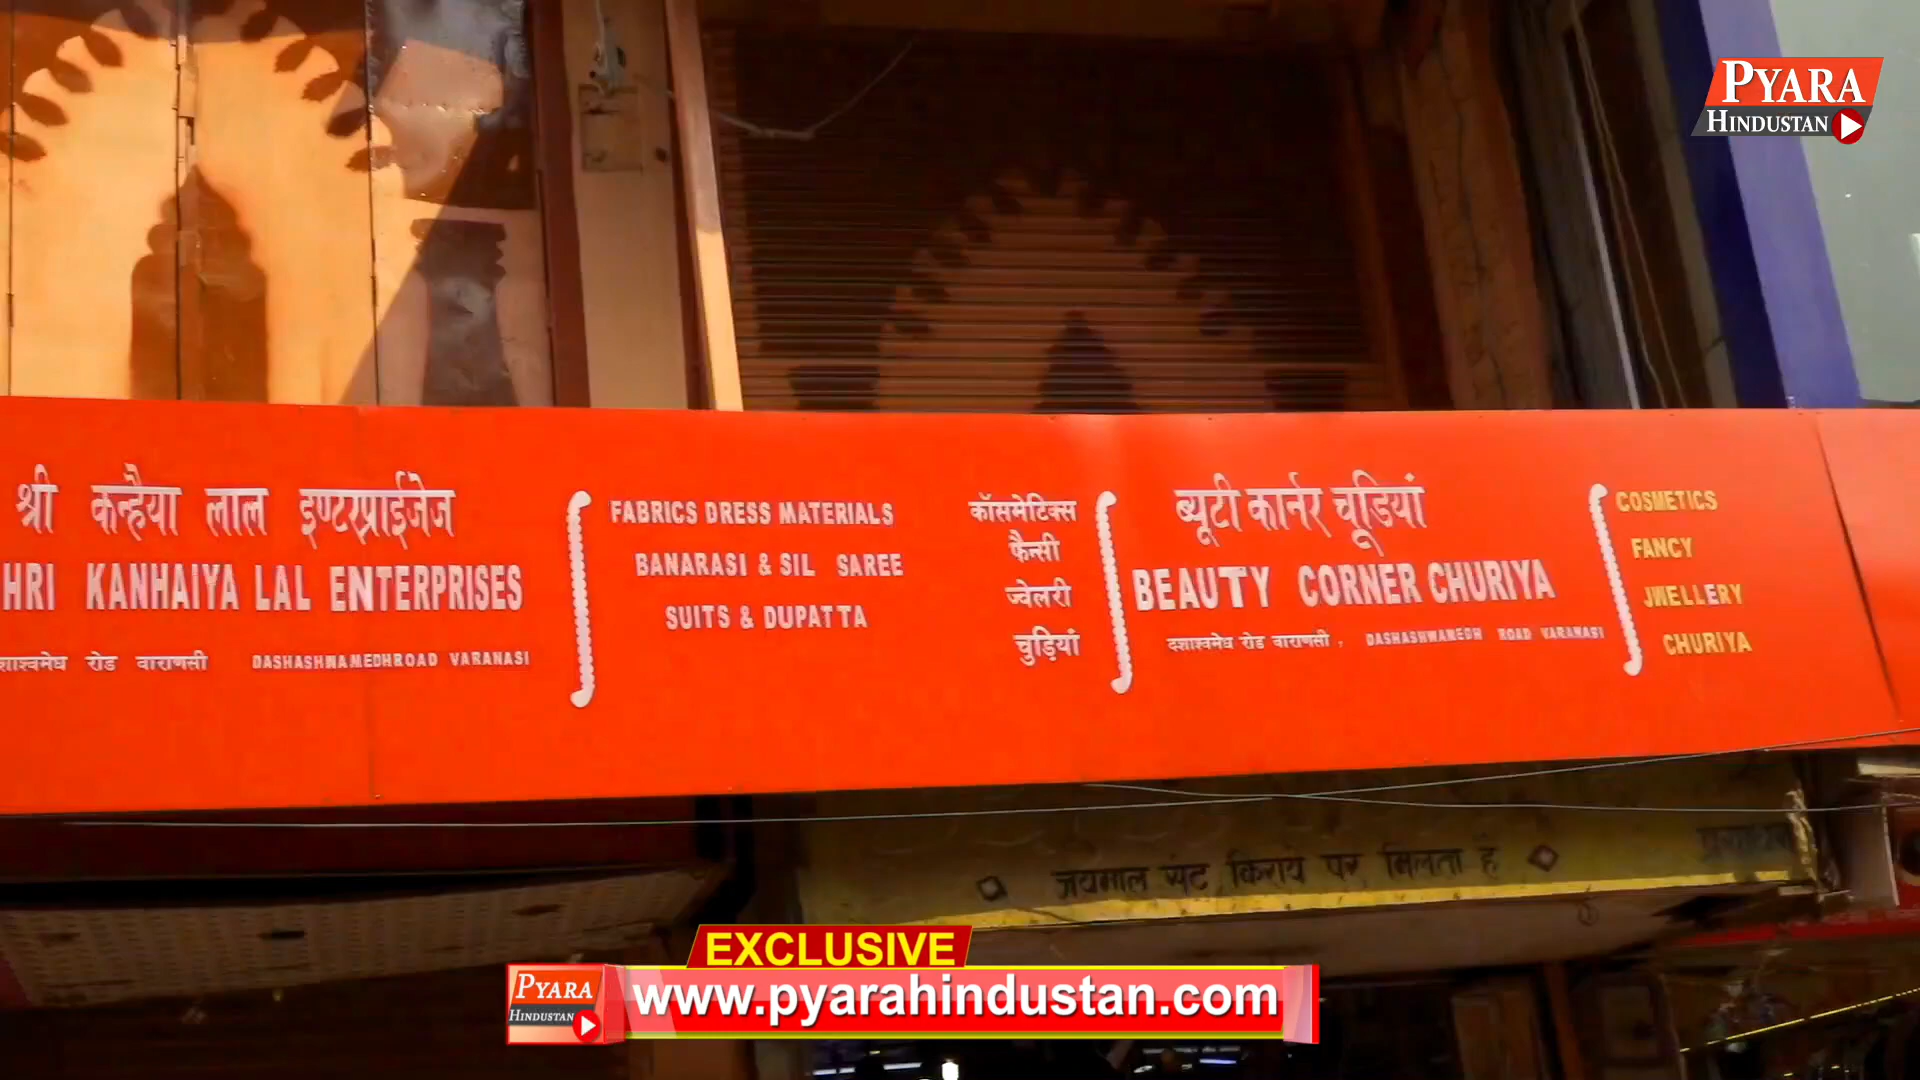 PYARA
HINDUSTAN
श्री कन्हैया लाल इण्टरप्राईजेज
HRI KANHAIYA LAL ENTERPRISES
शाश्वमेध रोड वाराणसी DASHASHWAMEDHROAD VARANASI
FABRICS DRESS MATERIALS
BANARASI & SIL SAREE
SUITS & DUPATTA
कॉसमेटिक्स
फैन्सी
ज्वेलरी
चुड़ियां
ब्यूटी कार्नर चूडियां
BEAUTY CORNER CHURIYA
दशाश्वमेध रोड वाराणसी, DASHASHWAMEDH ROAD VARANASI
COSMETICS
FANCY
JWELLERY
CHURIYA
जयमाल सेट किराये पर मिलता है
EXCLUSIVE
PYARA
HINDUSTAN
www.pyarahindustan.com